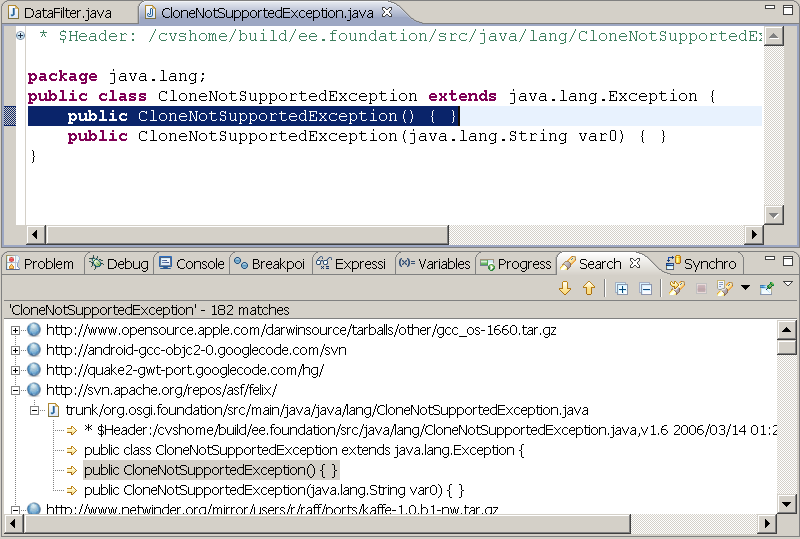 DataFilter.java CloneNotSupportedException.java
* $Header: /cvshome/build/ee.foundation/src/java/lang/CloneNotSupportedEx
package java.lang;
public class CloneNotSupportedException extends java.lang.Exception {
public CloneNotSupportedException() { }
public CloneNotSupportedException(java.lang.String var0) { }
}
Problem Debug Console Breakpoi Expressi (x)= Variables Progress Search Synchro
'CloneNotSupportedException' - 182 matches
http://www.opensource.apple.com/darwinsource/tarballs/other/gcc_os-1660.tar.gz
http://android-gcc-objc2-0.googlecode.com/svn
http://quake2-gwt-port.googlecode.com/hg/
http://svn.apache.org/repos/asf/felix/
trunk/org.osgi.foundation/src/main/java/java/lang/CloneNotSupportedException.java
* $Header:/cvshome/build/ee.foundation/src/java/lang/CloneNotSupportedException.java,v1.6 2006/03/14 01:2
public class CloneNotSupportedException extends java.lang.Exception {
public CloneNotSupportedException() { }
public CloneNotSupportedException(java.lang.String var0) { }
http://www.netwinder.org/mirror/users/r/raff/ports/kaffe-1.0.b1-nw.tar.gz